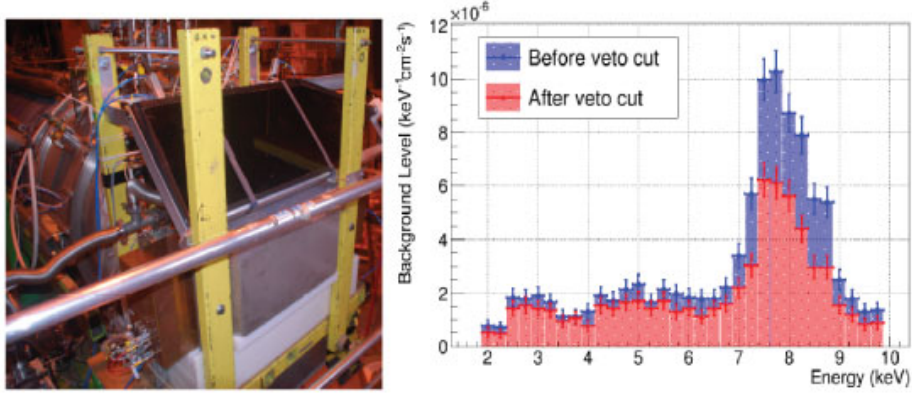 ×10⁻⁶
Background Level (keV⁻¹cm⁻²s⁻¹)
12
10
8
6
4
2
0
Before veto cut
After veto cut
2 3 4 5 6 7 8 9 10
Energy (keV)